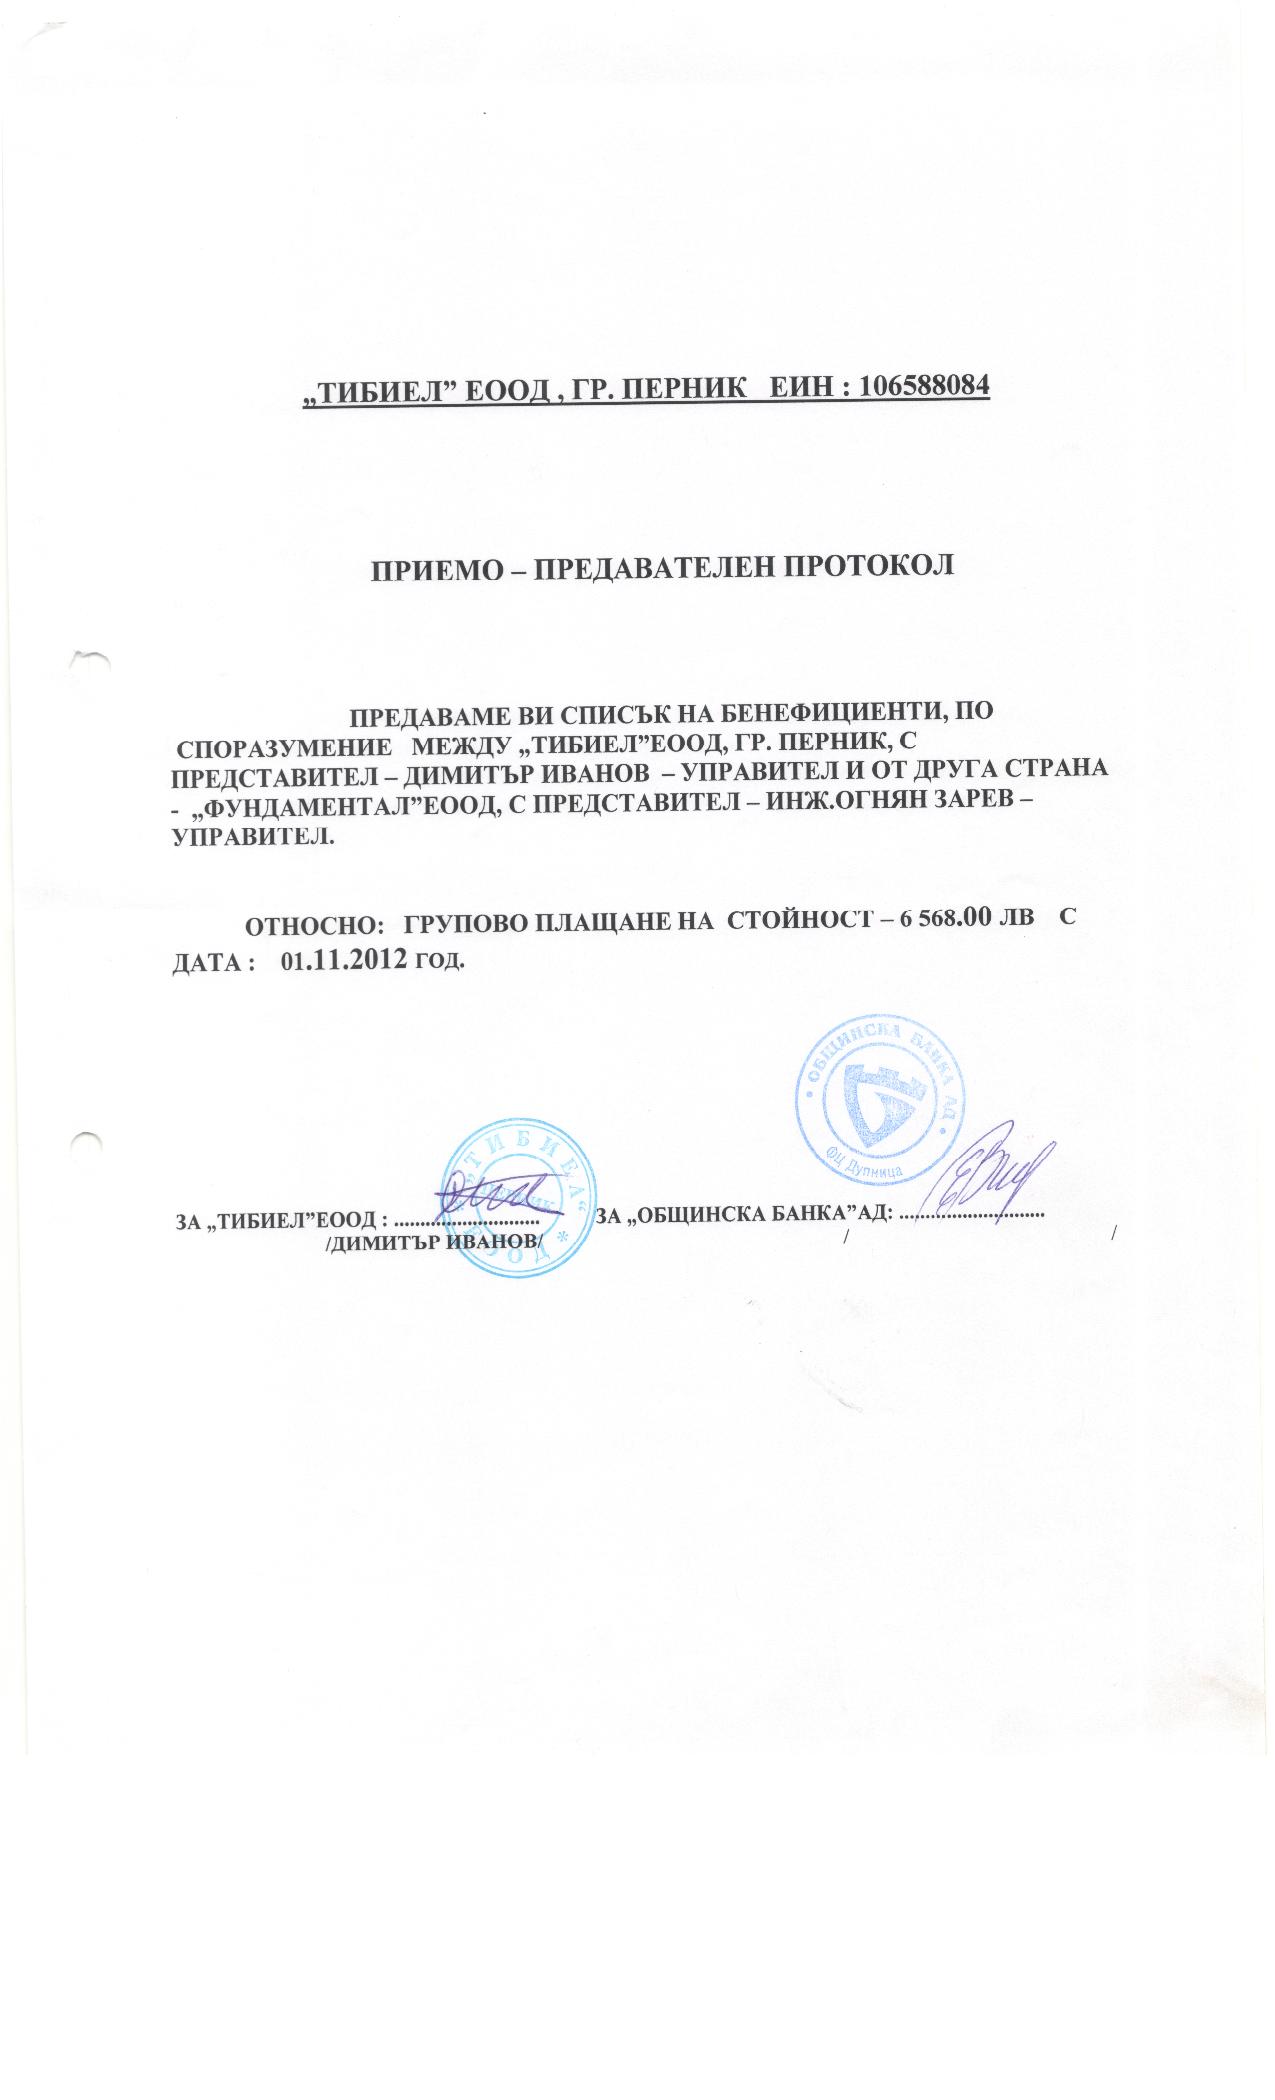 „ТИБИЕЛ” ЕООД , ГР. ПЕРНИК   ЕИН : 106588084
ПРИЕМО – ПРЕДАВАТЕЛЕН ПРОТОКОЛ
ПРЕДАВАМЕ ВИ СПИСЪК НА БЕНЕФИЦИЕНТИ, ПО
СПОРАЗУМЕНИЕ   МЕЖДУ „ТИБИЕЛ”ЕООД, ГР. ПЕРНИК, С
ПРЕДСТАВИТЕЛ – ДИМИТЪР ИВАНОВ  – УПРАВИТЕЛ И ОТ ДРУГА СТРАНА
-  „ФУНДАМЕНТАЛ”ЕООД, С ПРЕДСТАВИТЕЛ – ИНЖ.ОГНЯН ЗАРЕВ –
УПРАВИТЕЛ.
ОТНОСНО:   ГРУПОВО ПЛАЩАНЕ НА  СТОЙНОСТ – 6 568.00 ЛВ    С
ДАТА :    01.11.2012 ГОД.
• ОБЩИНСКА БАНКА АД •
ФЦ Дупница
„ТИБИЕЛ“
ПЕРНИК
* ЕООД *
ЗА „ТИБИЕЛ”ЕООД : ............................          ЗА „ОБЩИНСКА БАНКА”АД: ............................
/ДИМИТЪР ИВАНОВ/                                                  /                                                  /